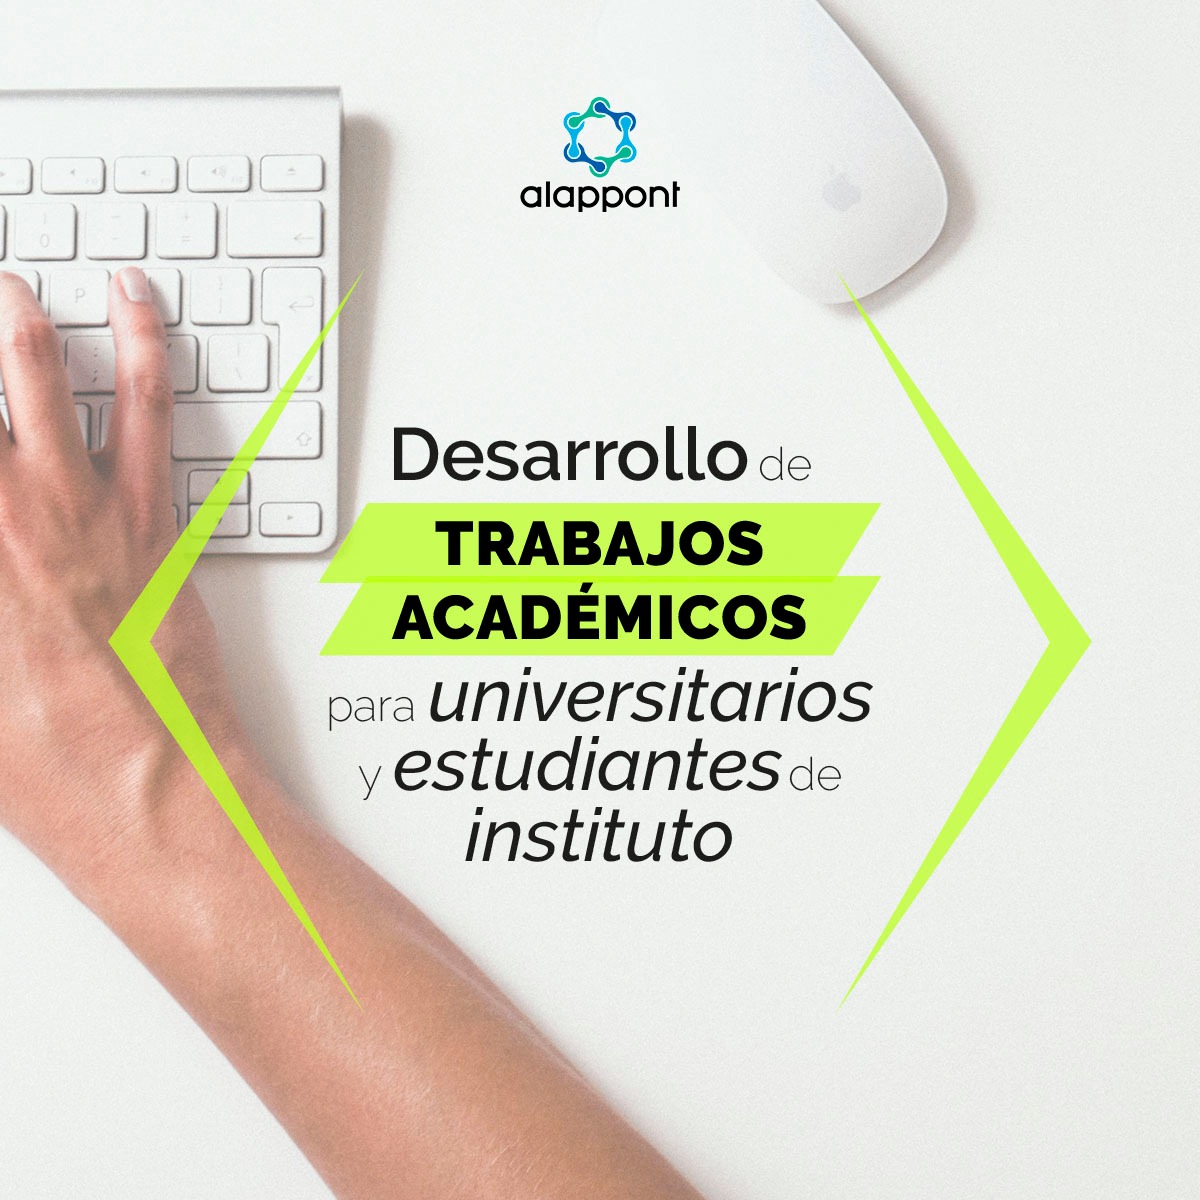 alappont
Desarrollo de
TRABAJOS
ACADÉMICOS
para universitarios
y estudiantes de
instituto